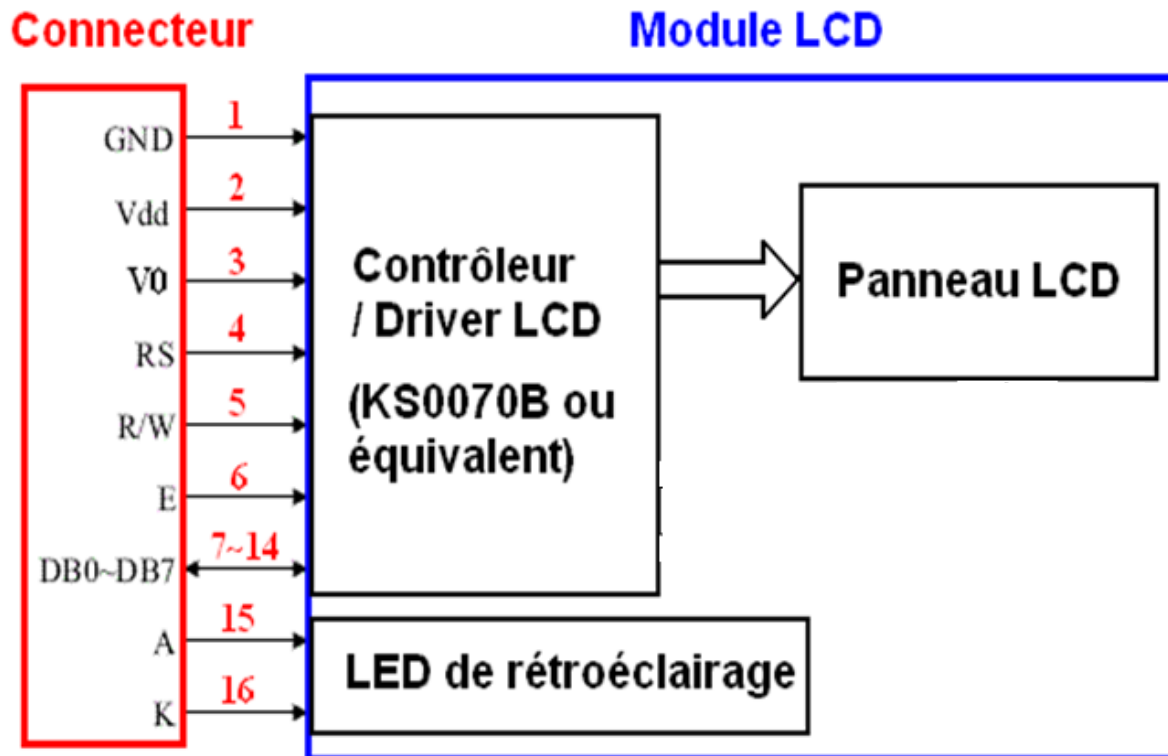 Connecteur
Module LCD
GND 1
Vdd 2
V0 3
RS 4
R/W 5
E 6
DB0~DB7 7~14
A 15
K 16
Contrôleur
/ Driver LCD
(KS0070B ou
équivalent)
Panneau LCD
LED de rétroéclairage